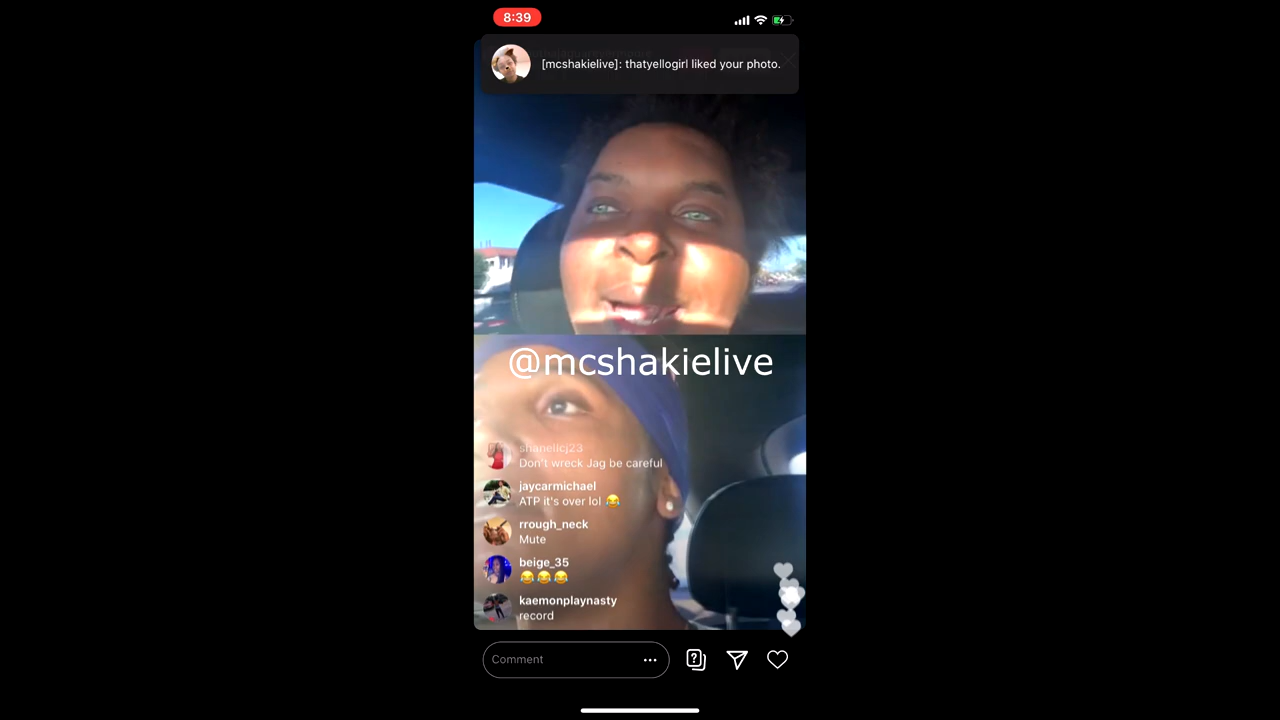 8:39
[mcshakielive]: thatyellogirl liked your photo.
@mcshakielive
shanellcj23
Don't wreck Jag be careful
jaycarmichael
ATP it's over lol 😂
rrough_neck
Mute
beige_35
😂😂😂
kaemonplaynasty
record
Comment